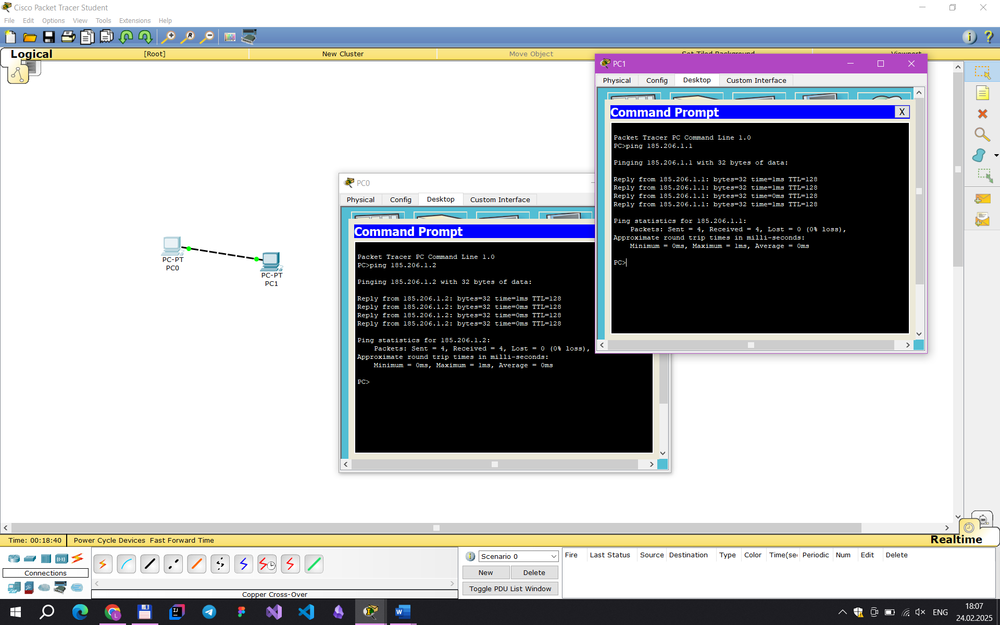 Cisco Packet Tracer Student
File Edit Options View Tools Extensions Help
Logical [Root] New Cluster Move Object Set Tiled Background Viewport
PC1
Physical Config Desktop Custom Interface
Command Prompt X
Packet Tracer PC Command Line 1.0
PC>ping 185.206.1.1
Pinging 185.206.1.1 with 32 bytes of data:
Reply from 185.206.1.1: bytes=32 time=1ms TTL=128
Reply from 185.206.1.1: bytes=32 time=1ms TTL=128
Reply from 185.206.1.1: bytes=32 time=0ms TTL=128
Reply from 185.206.1.1: bytes=32 time=1ms TTL=128
Ping statistics for 185.206.1.1:
Packets: Sent = 4, Received = 4, Lost = 0 (0% loss),
Approximate round trip times in milli-seconds:
Minimum = 0ms, Maximum = 1ms, Average = 0ms
PC>
PC0
Physical Config Desktop Custom Interface
Command Prompt
Packet Tracer PC Command Line 1.0
PC>ping 185.206.1.2
Pinging 185.206.1.2 with 32 bytes of data:
Reply from 185.206.1.2: bytes=32 time=1ms TTL=128
Reply from 185.206.1.2: bytes=32 time=0ms TTL=128
Reply from 185.206.1.2: bytes=32 time=0ms TTL=128
Reply from 185.206.1.2: bytes=32 time=0ms TTL=128
Ping statistics for 185.206.1.2:
Packets: Sent = 4, Received = 4, Lost = 0 (0% loss),
Approximate round trip times in milli-seconds:
Minimum = 0ms, Maximum = 1ms, Average = 0ms
PC>
PC-PT
PC0
PC-PT
PC1
Time: 00:18:40 Power Cycle Devices Fast Forward Time Realtime
Connections
Copper Cross-Over
Scenario 0
New Delete
Toggle PDU List Window
Fire Last Status Source Destination Type Color Time(sec Periodic Num Edit Delete
ENG
18:07
24.02.2025